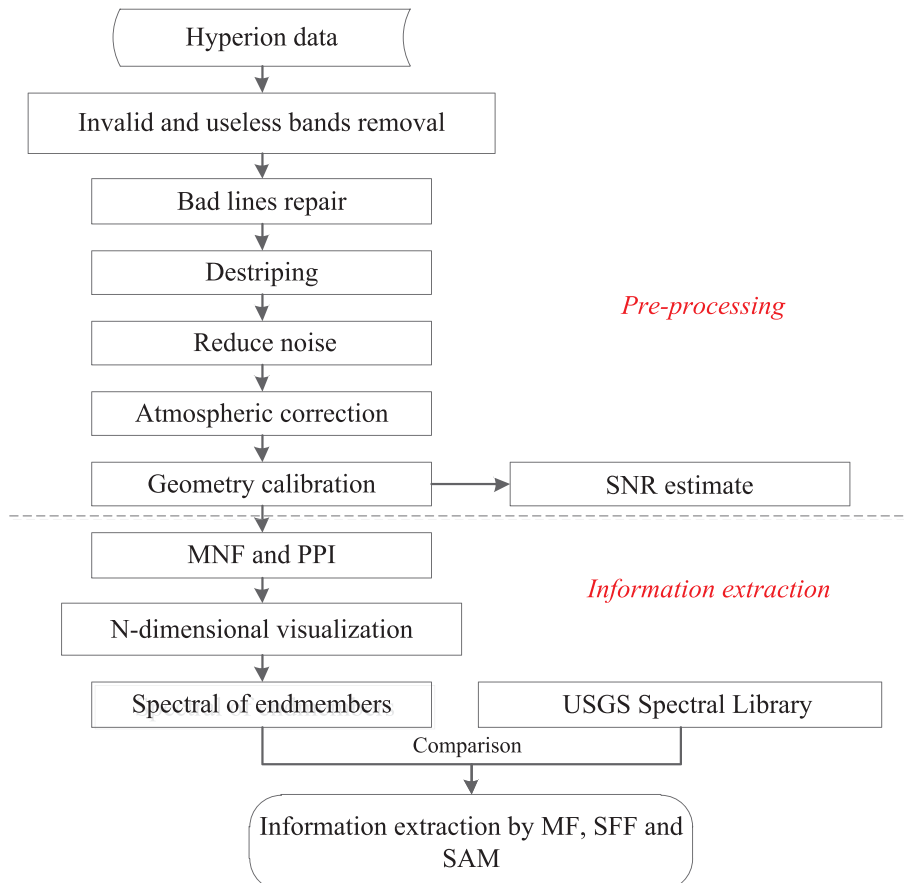 Hyperion data
Invalid and useless bands removal
Bad lines repair
Destriping
Pre-processing
Reduce noise
Atmospheric correction
Geometry calibration
SNR estimate
MNF and PPI
Information extraction
N-dimensional visualization
Spectral of endmembers
USGS Spectral Library
Comparison
Information extraction by MF, SFF and
SAM